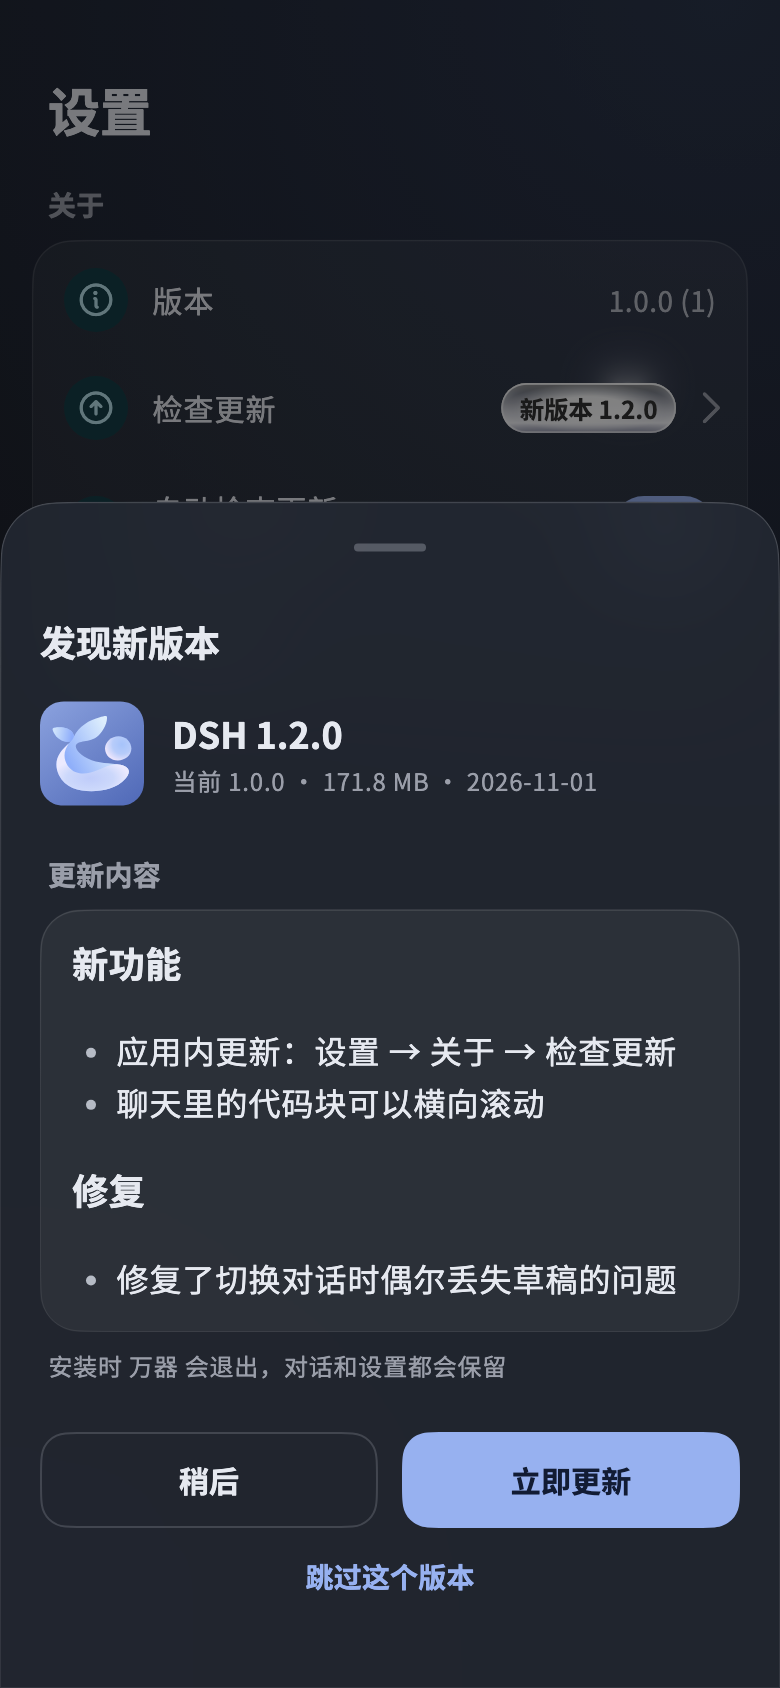 设置
关于
版本 1.0.0 (1)
检查更新 新版本 1.2.0
自动检查更新
发现新版本
DSH 1.2.0
当前 1.0.0 • 171.8 MB • 2026-11-01
更新内容
新功能
• 应用内更新：设置 → 关于 → 检查更新
• 聊天里的代码块可以横向滚动
修复
• 修复了切换对话时偶尔丢失草稿的问题
安装时 万器 会退出，对话和设置都会保留
稍后 立即更新
跳过这个版本